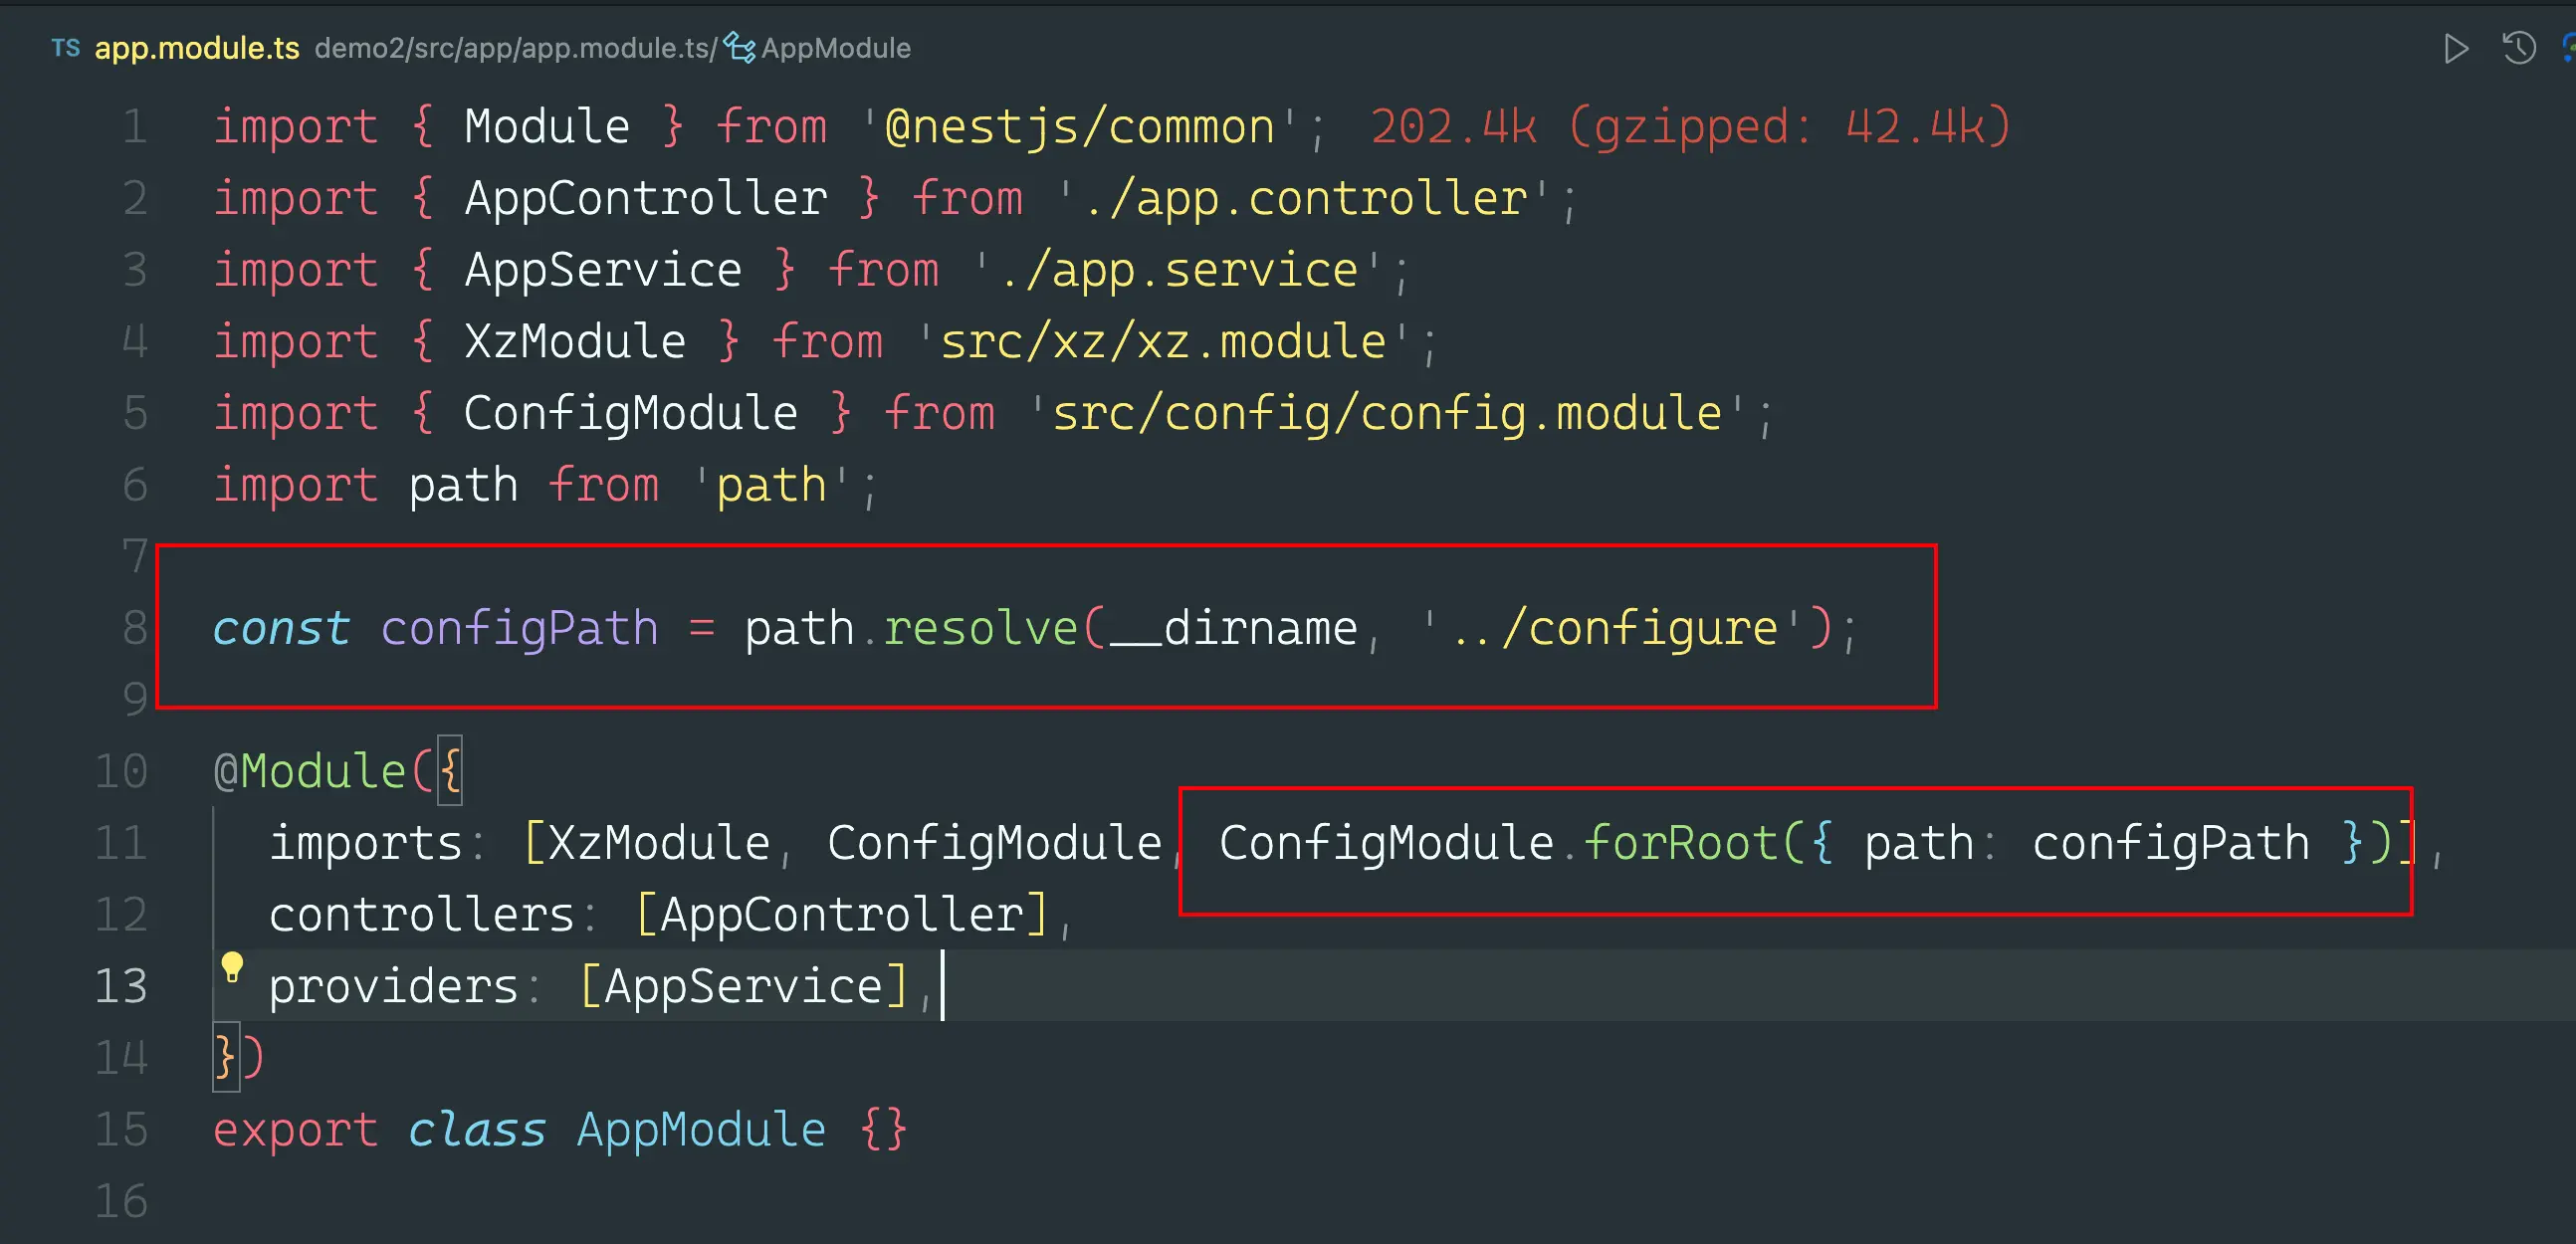 TS app.module.ts demo2/src/app/app.module.ts/ AppModule
1 import { Module } from '@nestjs/common'; 202.4k (gzipped: 42.4k)
2 import { AppController } from './app.controller';
3 import { AppService } from './app.service';
4 import { XzModule } from 'src/xz/xz.module';
5 import { ConfigModule } from 'src/config/config.module';
6 import path from 'path';
7
8 const configPath = path.resolve(__dirname, '../configure');
9
10 @Module({
11 imports: [XzModule, ConfigModule, ConfigModule.forRoot({ path: configPath })],
12 controllers: [AppController],
13 providers: [AppService],
14 })
15 export class AppModule {}
16